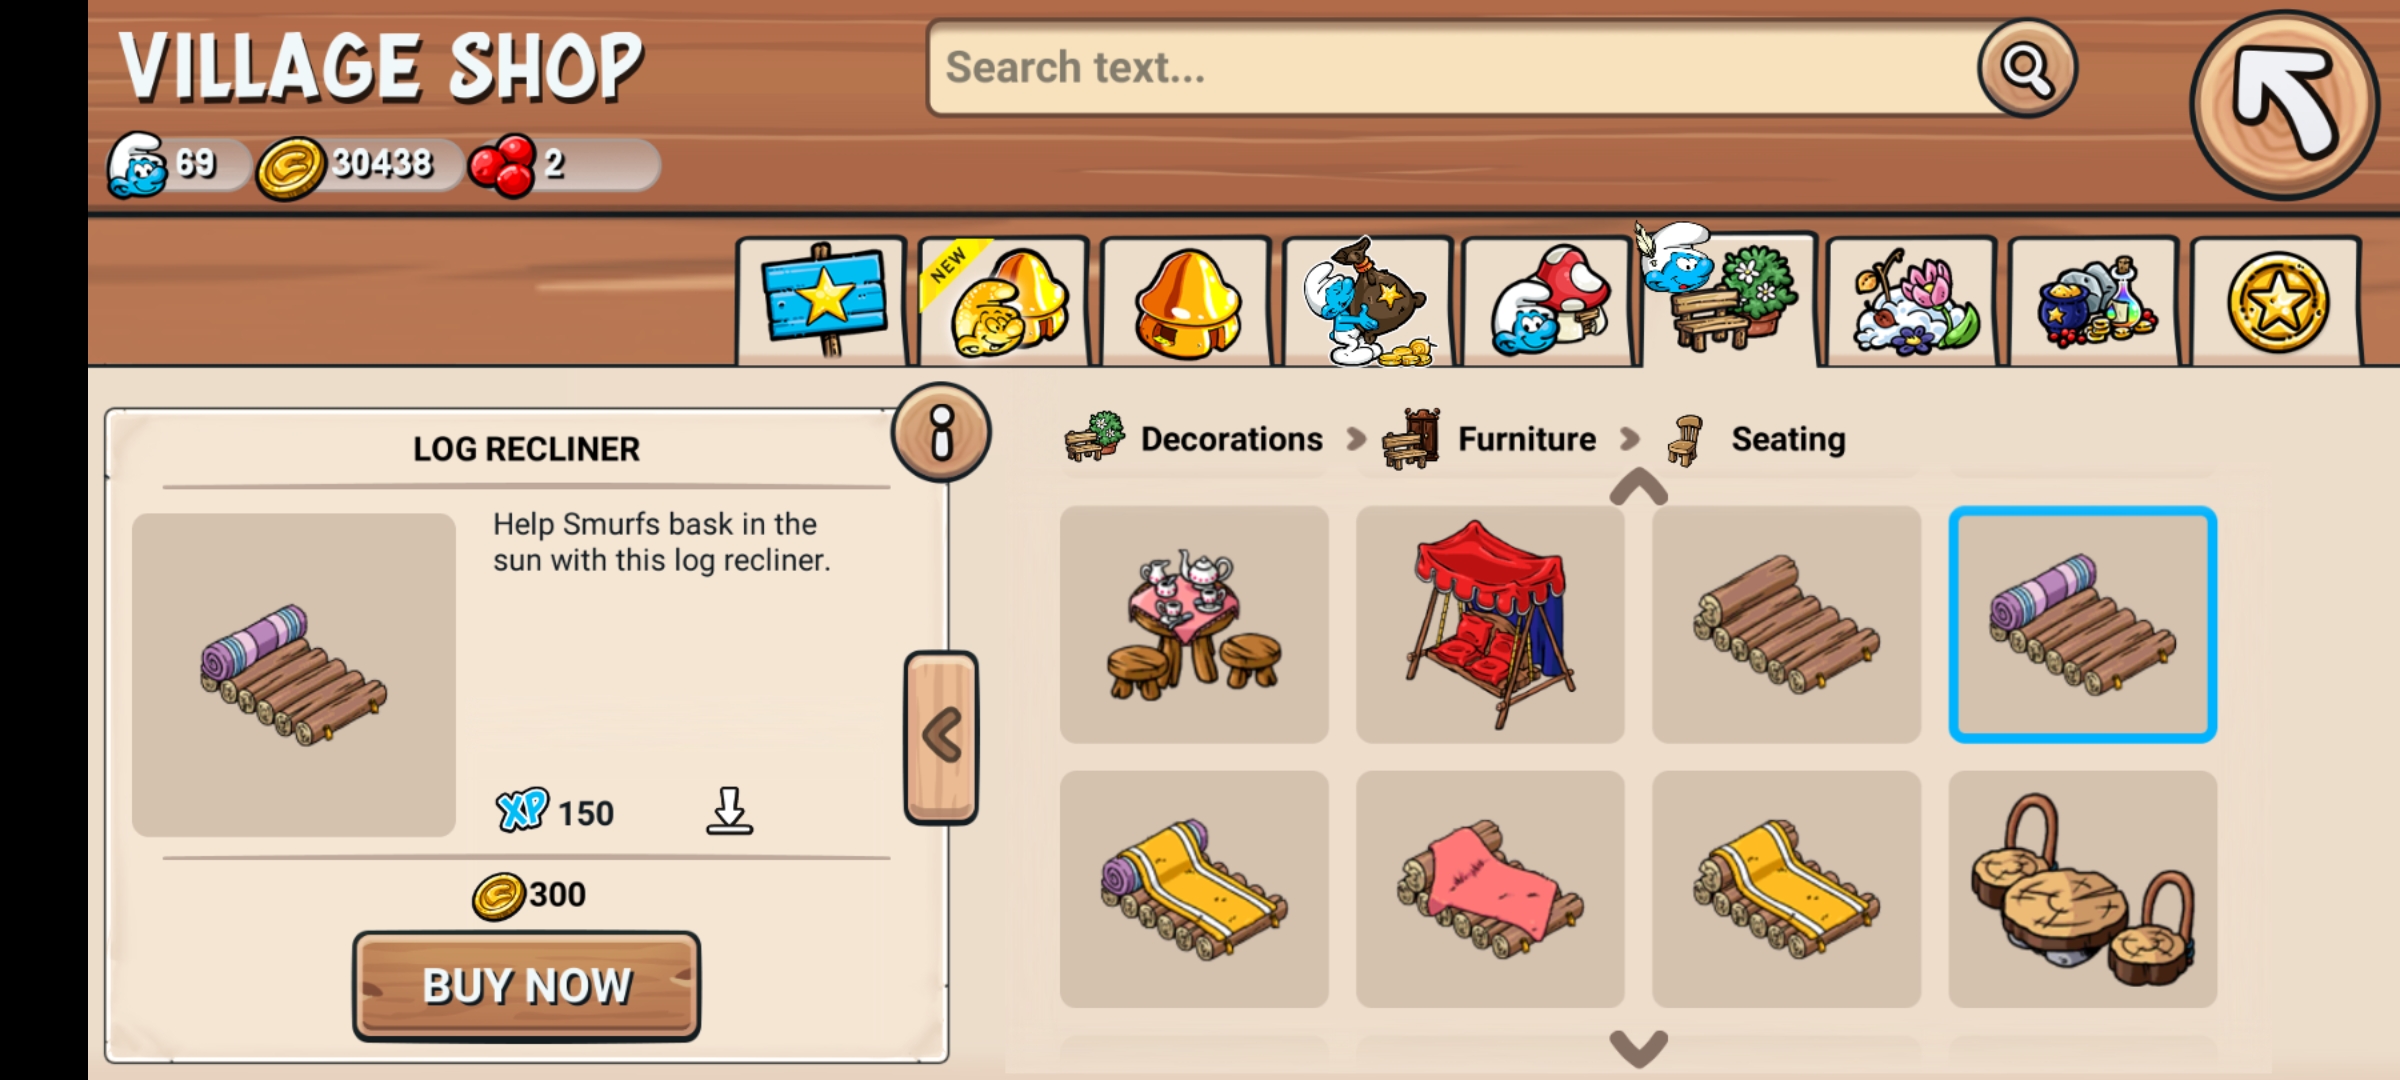 VILLAGE SHOP
Search text...
69
30438
2
NEW
LOG RECLINER
Decorations
Furniture
Seating
Help Smurfs bask in the
sun with this log recliner.
XP 150
300
BUY NOW